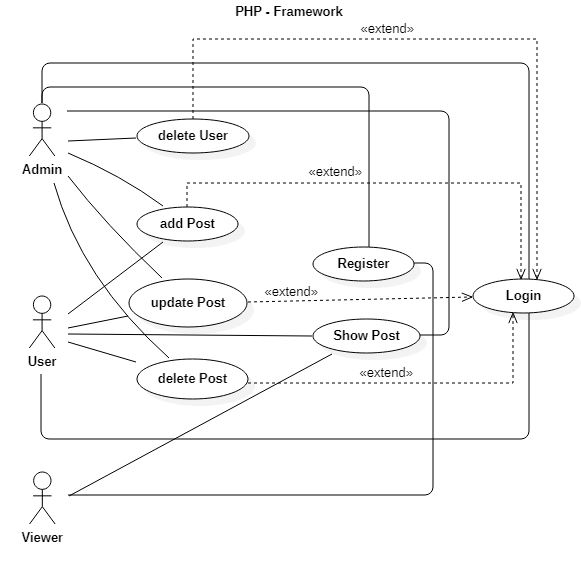 PHP - Framework
«extend»
delete User
Admin
«extend»
add Post
Register
«extend»
Login
update Post
Show Post
User
delete Post
«extend»
Viewer